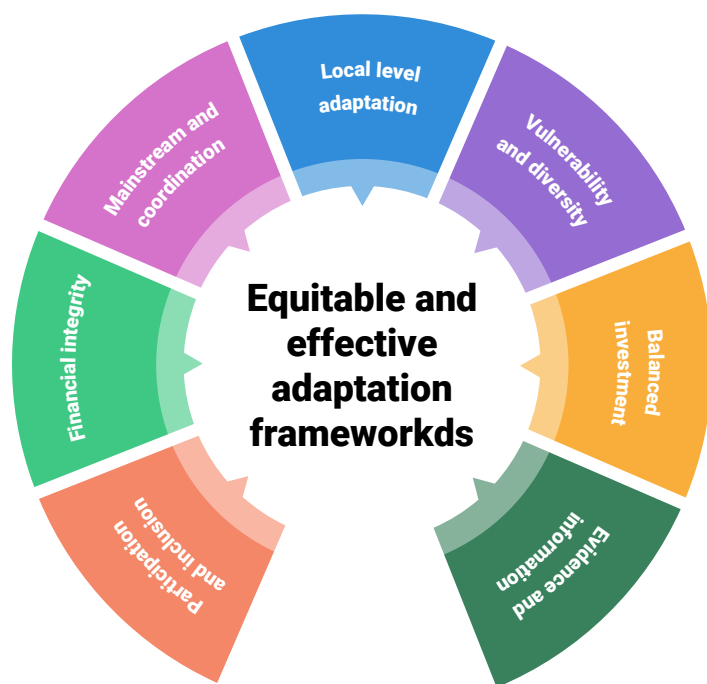 Local level
adaptation
Vulnerability
and diversity
Balanced
investment
Evidence and
information
Participation
and inclusion
Financial integrity
Mainstream and
coordination
Equitable and
effective
adaptation
frameworkds